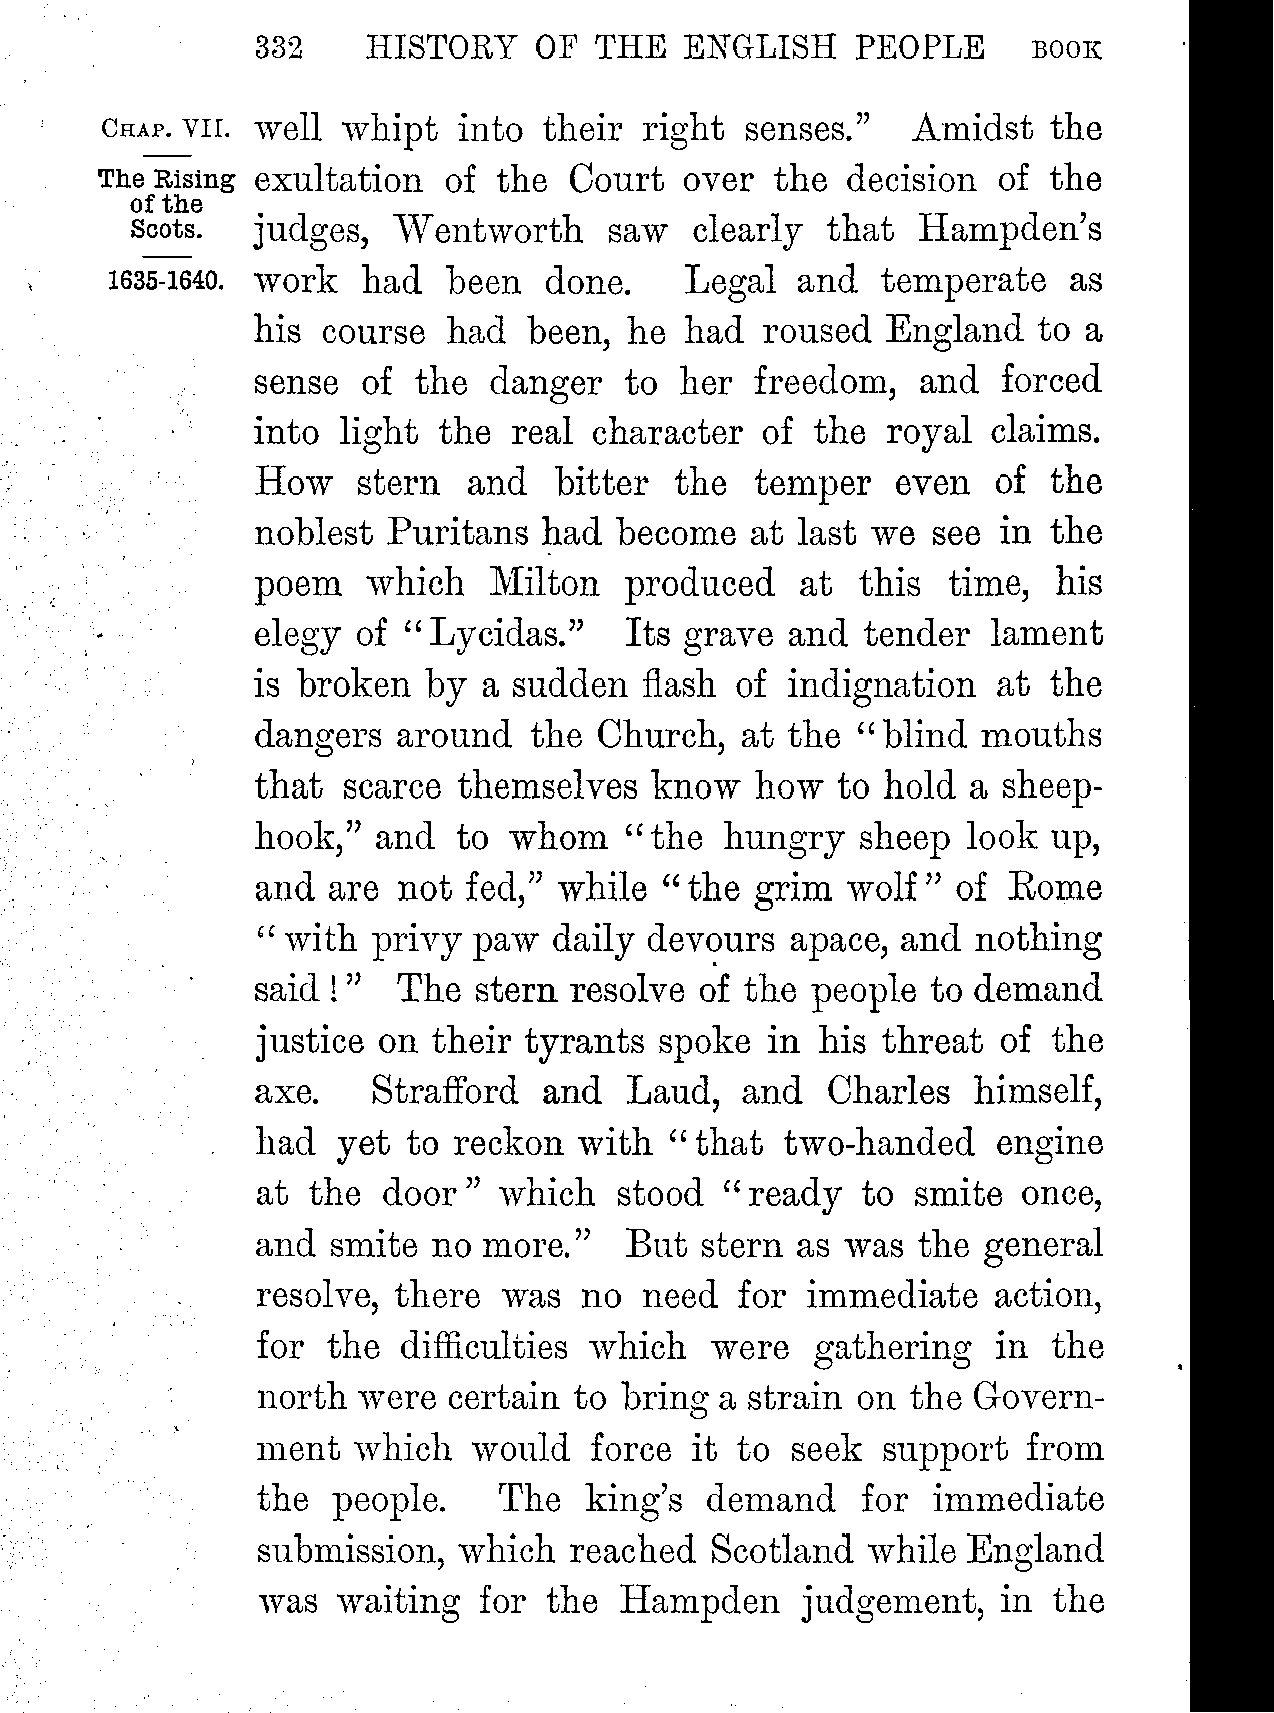 332 HISTORY OF THE ENGLISH PEOPLE BOOK
CHAP. VII.
The Rising
of the
Scots.
1635-1640.
well whipt into their right senses.” Amidst the
exultation of the Court over the decision of the
judges, Wentworth saw clearly that Hampden’s
work had been done. Legal and temperate as
his course had been, he had roused England to a
sense of the danger to her freedom, and forced
into light the real character of the royal claims.
How stern and bitter the temper even of the
noblest Puritans had become at last we see in the
poem which Milton produced at this time, his
elegy of “Lycidas.” Its grave and tender lament
is broken by a sudden flash of indignation at the
dangers around the Church, at the “blind mouths
that scarce themselves know how to hold a sheep-
hook,” and to whom “the hungry sheep look up,
and are not fed,” while “the grim wolf” of Rome
“with privy paw daily devours apace, and nothing
said!” The stern resolve of the people to demand
justice on their tyrants spoke in his threat of the
axe. Strafford and Laud, and Charles himself,
had yet to reckon with “that two-handed engine
at the door” which stood “ready to smite once,
and smite no more.” But stern as was the general
resolve, there was no need for immediate action,
for the difficulties which were gathering in the
north were certain to bring a strain on the Govern-
ment which would force it to seek support from
the people. The king’s demand for immediate
submission, which reached Scotland while England
was waiting for the Hampden judgement, in the